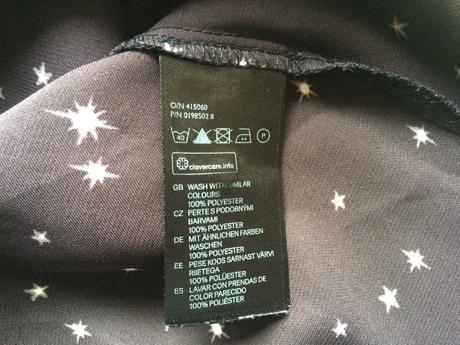 O/N 415060
P/N 0198502 8
40 P
clevercare.info
GB WASH WITH SIMILAR
COLOURS
100% POLYESTER
CZ PERTE S PODOBNÝMI
BARVAMI
100% POLYESTER
DE MIT ÄHNLICHEN FARBEN
WASCHEN
100% POLYESTER
EE PESE KOOS SARNAST VÄRVI
RIIETEGA
100% POLÜESTER
ES LAVAR CON PRENDAS DE
COLOR PARECIDO
100% POLIÉSTER